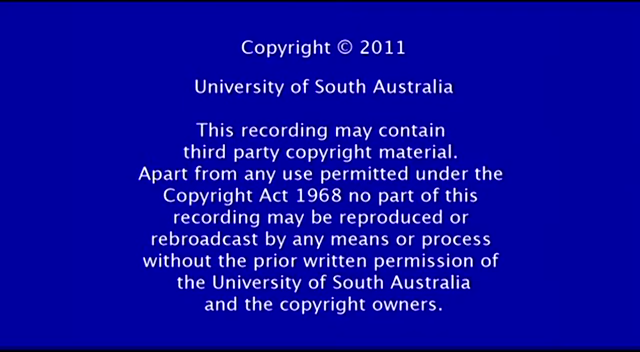 Copyright © 2011
University of South Australia
This recording may contain
third party copyright material.
Apart from any use permitted under the
Copyright Act 1968 no part of this
recording may be reproduced or
rebroadcast by any means or process
without the prior written permission of
the University of South Australia
and the copyright owners.